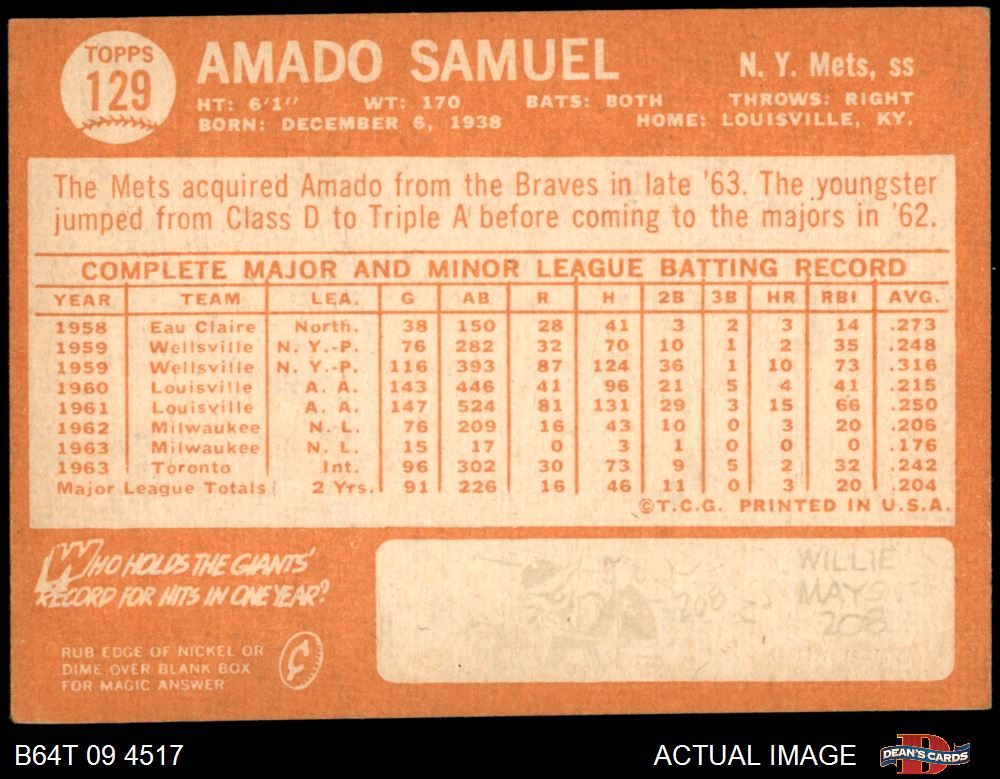 TOPPS
129
AMADO SAMUEL
N. Y. Mets, ss
HT: 6'1" WT: 170 BATS: BOTH THROWS: RIGHT
BORN: DECEMBER 6, 1938 HOME: LOUISVILLE, KY.
The Mets acquired Amado from the Braves in late '63. The youngster
jumped from Class D to Triple A before coming to the majors in '62.
COMPLETE MAJOR AND MINOR LEAGUE BATTING RECORD
YEAR TEAM LEA. G AB R H 2B 3B HR RBI AVG.
1958 Eau Claire North. 38 150 28 41 3 2 3 14 .273
1959 Wellsville N. Y.-P. 76 282 32 70 10 1 2 35 .248
1959 Wellsville N. Y.-P. 116 393 87 124 36 1 10 73 .316
1960 Louisville A. A. 143 446 41 96 21 5 4 41 .215
1961 Louisville A. A. 147 524 81 131 29 3 15 66 .250
1962 Milwaukee N. L. 76 209 16 43 10 0 3 20 .206
1963 Milwaukee N. L. 15 17 0 3 1 0 0 0 .176
1963 Toronto Int. 96 302 30 73 9 5 2 32 .242
Major League Totals 2 Yrs. 91 226 16 46 11 0 3 20 .204
©T.C.G. PRINTED IN U.S.A.
WHO HOLDS THE GIANTS'
RECORD FOR HITS IN ONE YEAR?
RUB EDGE OF NICKEL OR
DIME OVER BLANK BOX
FOR MAGIC ANSWER
¢
WILLIE
MAYS
208
208
B64T 09 4517
ACTUAL IMAGE
D
DEAN'S CARDS